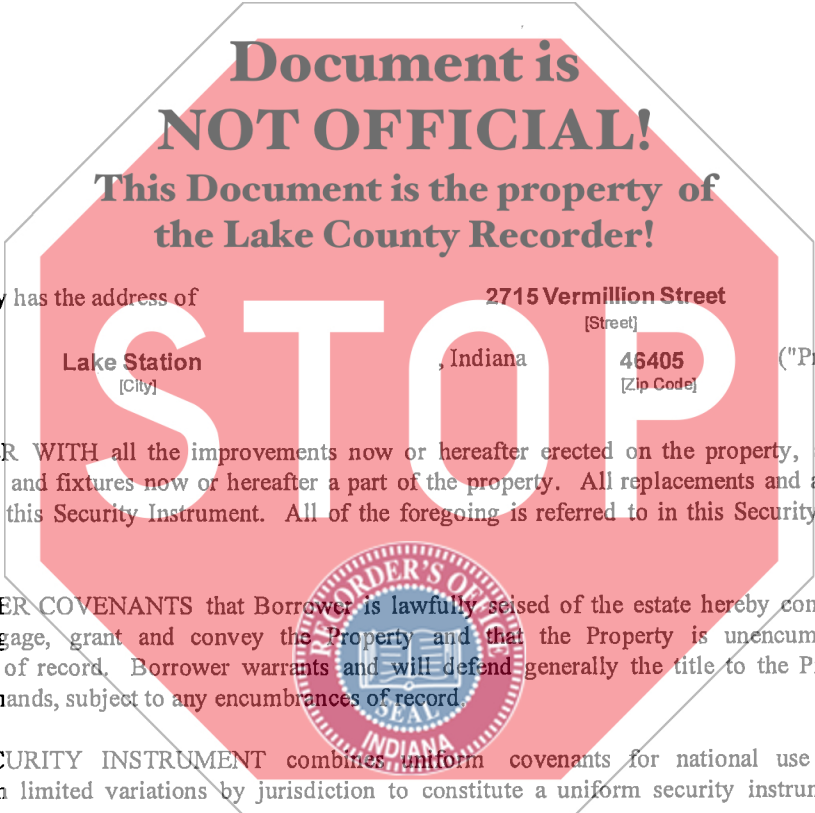 Document is
NOT OFFICIAL!
This Document is the property of
the Lake County Recorder!
has the address of 2715 Vermillion Street
[Street]
Lake Station , Indiana 46405 ("P
[City] [Zip Code]
STOP
R WITH all the improvements now or hereafter erected on the property,
and fixtures now or hereafter a part of the property. All replacements and a
this Security Instrument. All of the foregoing is referred to in this Security
ER COVENANTS that Borrower is lawfully seised of the estate hereby con
gage, grant and convey the Property and that the Property is unencum
of record. Borrower warrants and will defend generally the title to the P
ands, subject to any encumbrances of record.
RECORDER'S OFFICE
SEAL
INDIANA
CURITY INSTRUMENT combines uniform covenants for national use
limited variations by jurisdiction to constitute a uniform security instrum